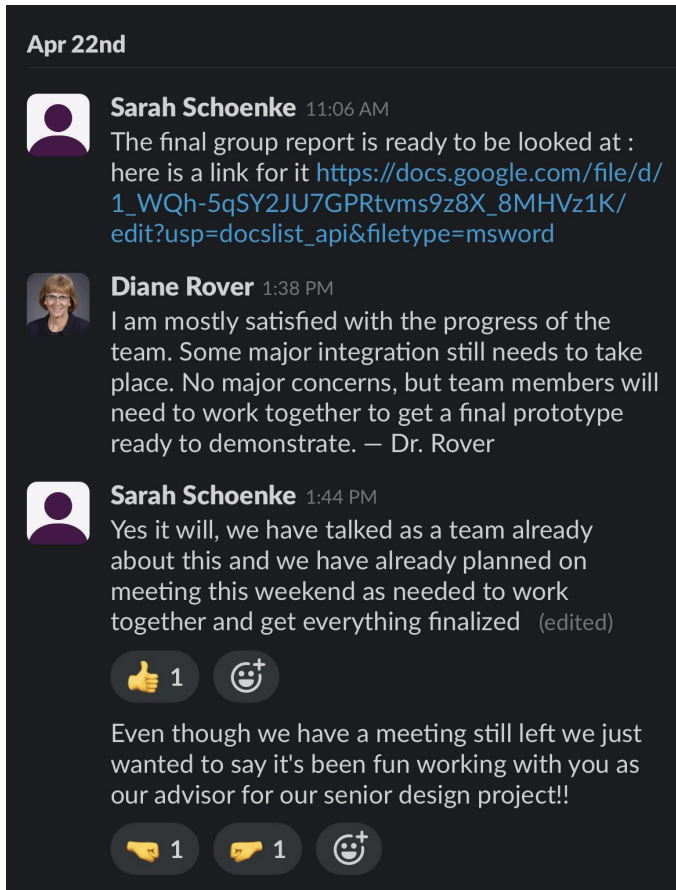 Apr 22nd
Sarah Schoenke 11:06 AM
The final group report is ready to be looked at :
here is a link for it https://docs.google.com/file/d/
1_WQh-5qSY2JU7GPRtvms9z8X_8MHVz1K/
edit?usp=docslist_api&filetype=msword
Diane Rover 1:38 PM
I am mostly satisfied with the progress of the
team. Some major integration still needs to take
place. No major concerns, but team members will
need to work together to get a final prototype
ready to demonstrate. — Dr. Rover
Sarah Schoenke 1:44 PM
Yes it will, we have talked as a team already
about this and we have already planned on
meeting this weekend as needed to work
together and get everything finalized (edited)
👍 1
Even though we have a meeting still left we just
wanted to say it's been fun working with you as
our advisor for our senior design project!!
🤜 1 🤛 1